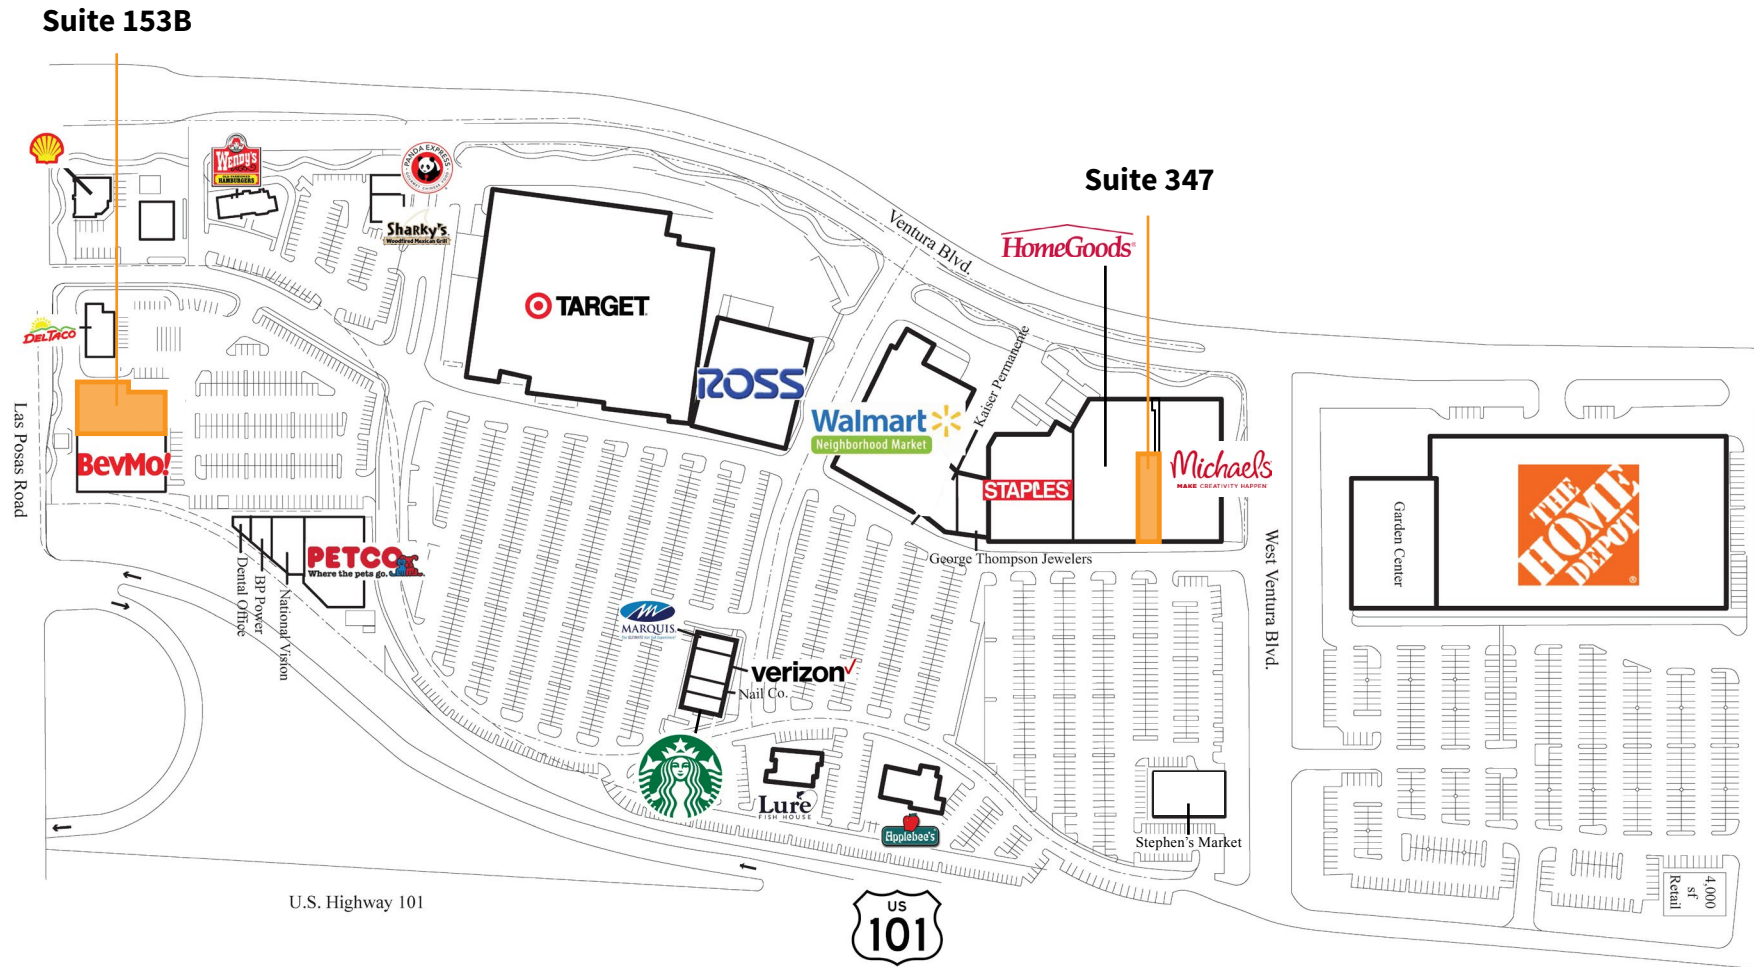 Suite 153B
Suite 347
Wendy's
OLD FASHIONED
HAMBURGERS
PANDA EXPRESS
GOURMET CHINESE FOOD
Sharky's
Woodfired Mexican Grill
Ventura Blvd.
HomeGoods
TARGET
DEL TACO
ROSS
Kaiser Permanente
Walmart
Neighborhood Market
Las Posas Road
BevMo!
STAPLES
Michaels
MAKE CREATIVITY HAPPEN
Garden Center
THE
HOME
DEPOT
George Thompson Jewelers
PETCO
Where the pets go.
Dental Office
BP Power
National Vision
West Ventura Blvd.
MARQUIS
verizon
Nail Co.
Lure
FISH HOUSE
Applebee's
Stephen's Market
4,000
sf
Retail
U.S. Highway 101
US
101